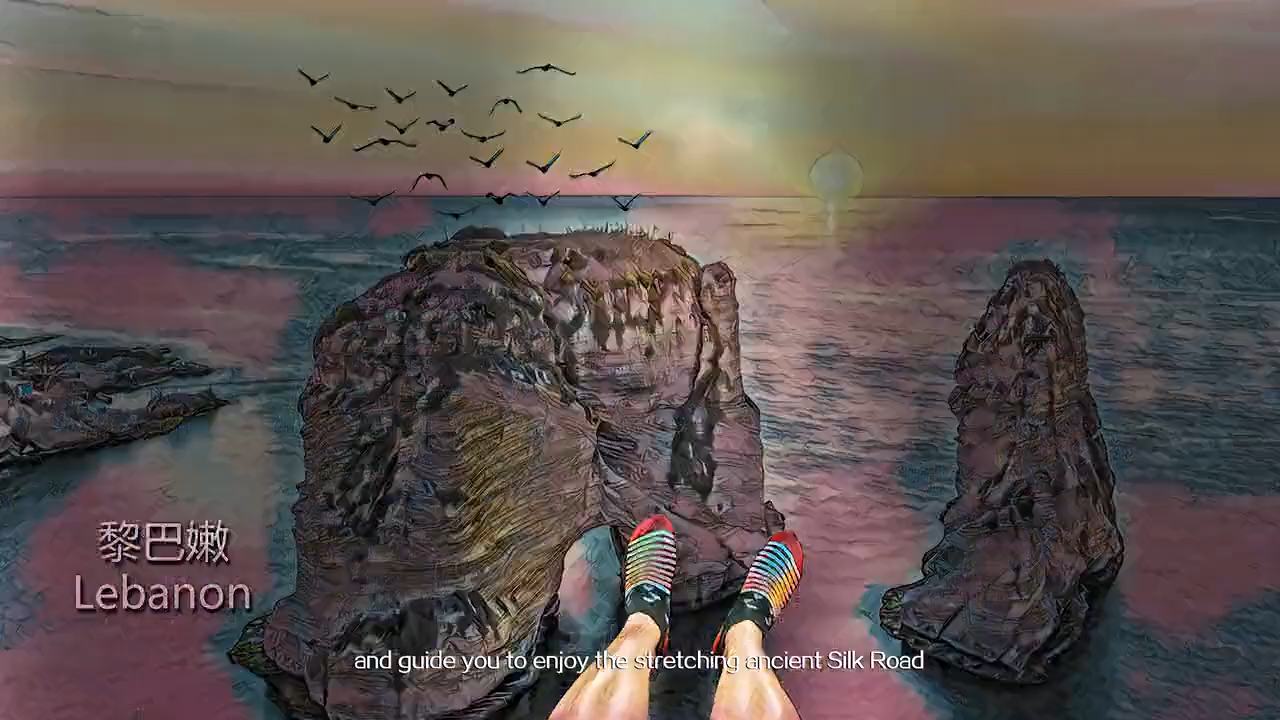 黎巴嫩
Lebanon
and guide you to enjoy the stretching ancient Silk Road